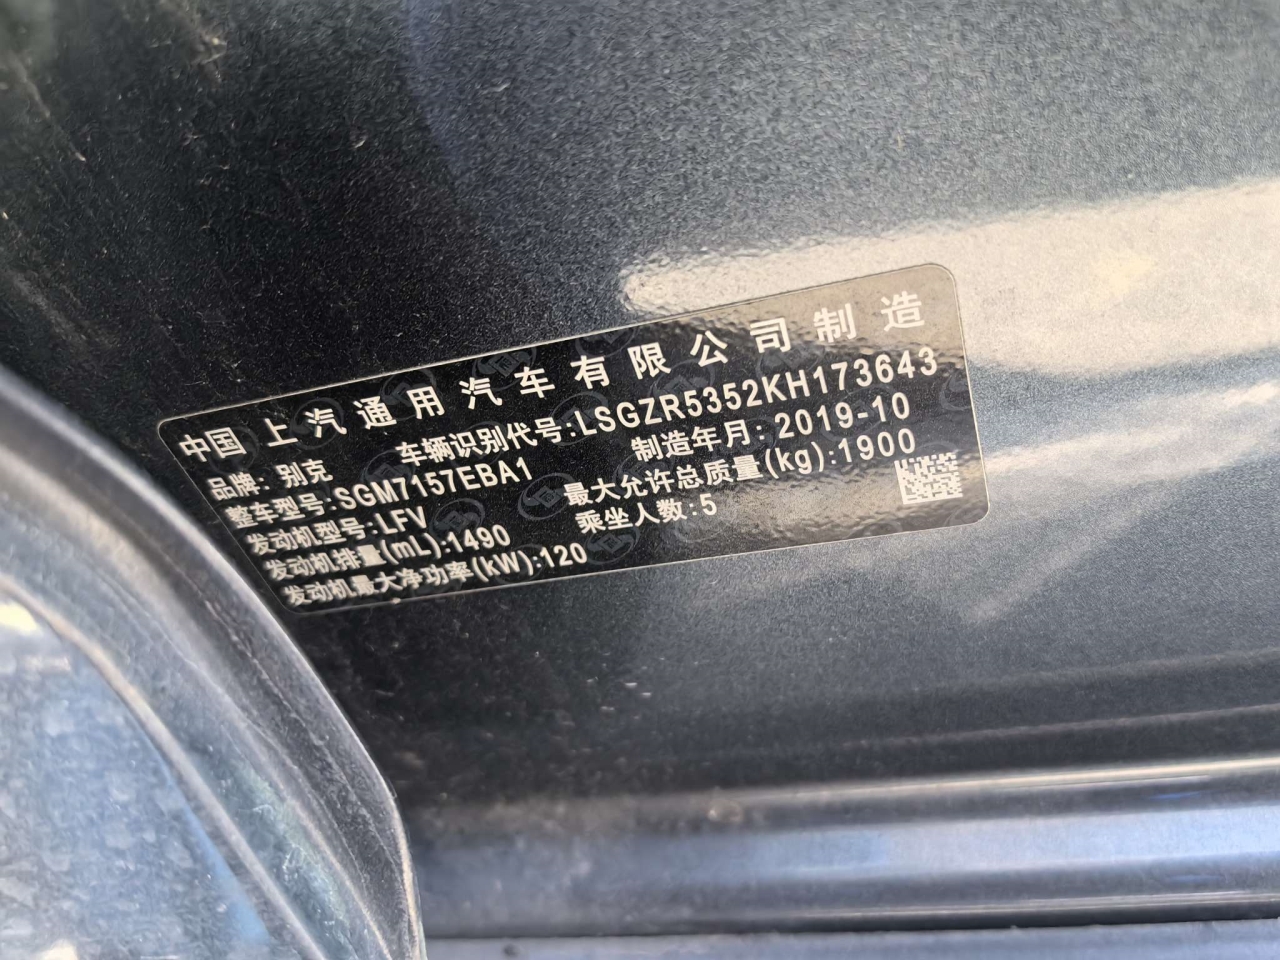 中国 上汽通用汽车有限公司制造
品牌: 别克 车辆识别代号:LSGZR5352KH173643
整车型号:SGM7157EBA1 制造年月: 2019-10
发动机型号:LFV 最大允许总质量(kg):1900
发动机排量(mL):1490 乘坐人数:5
发动机最大净功率(kW):120